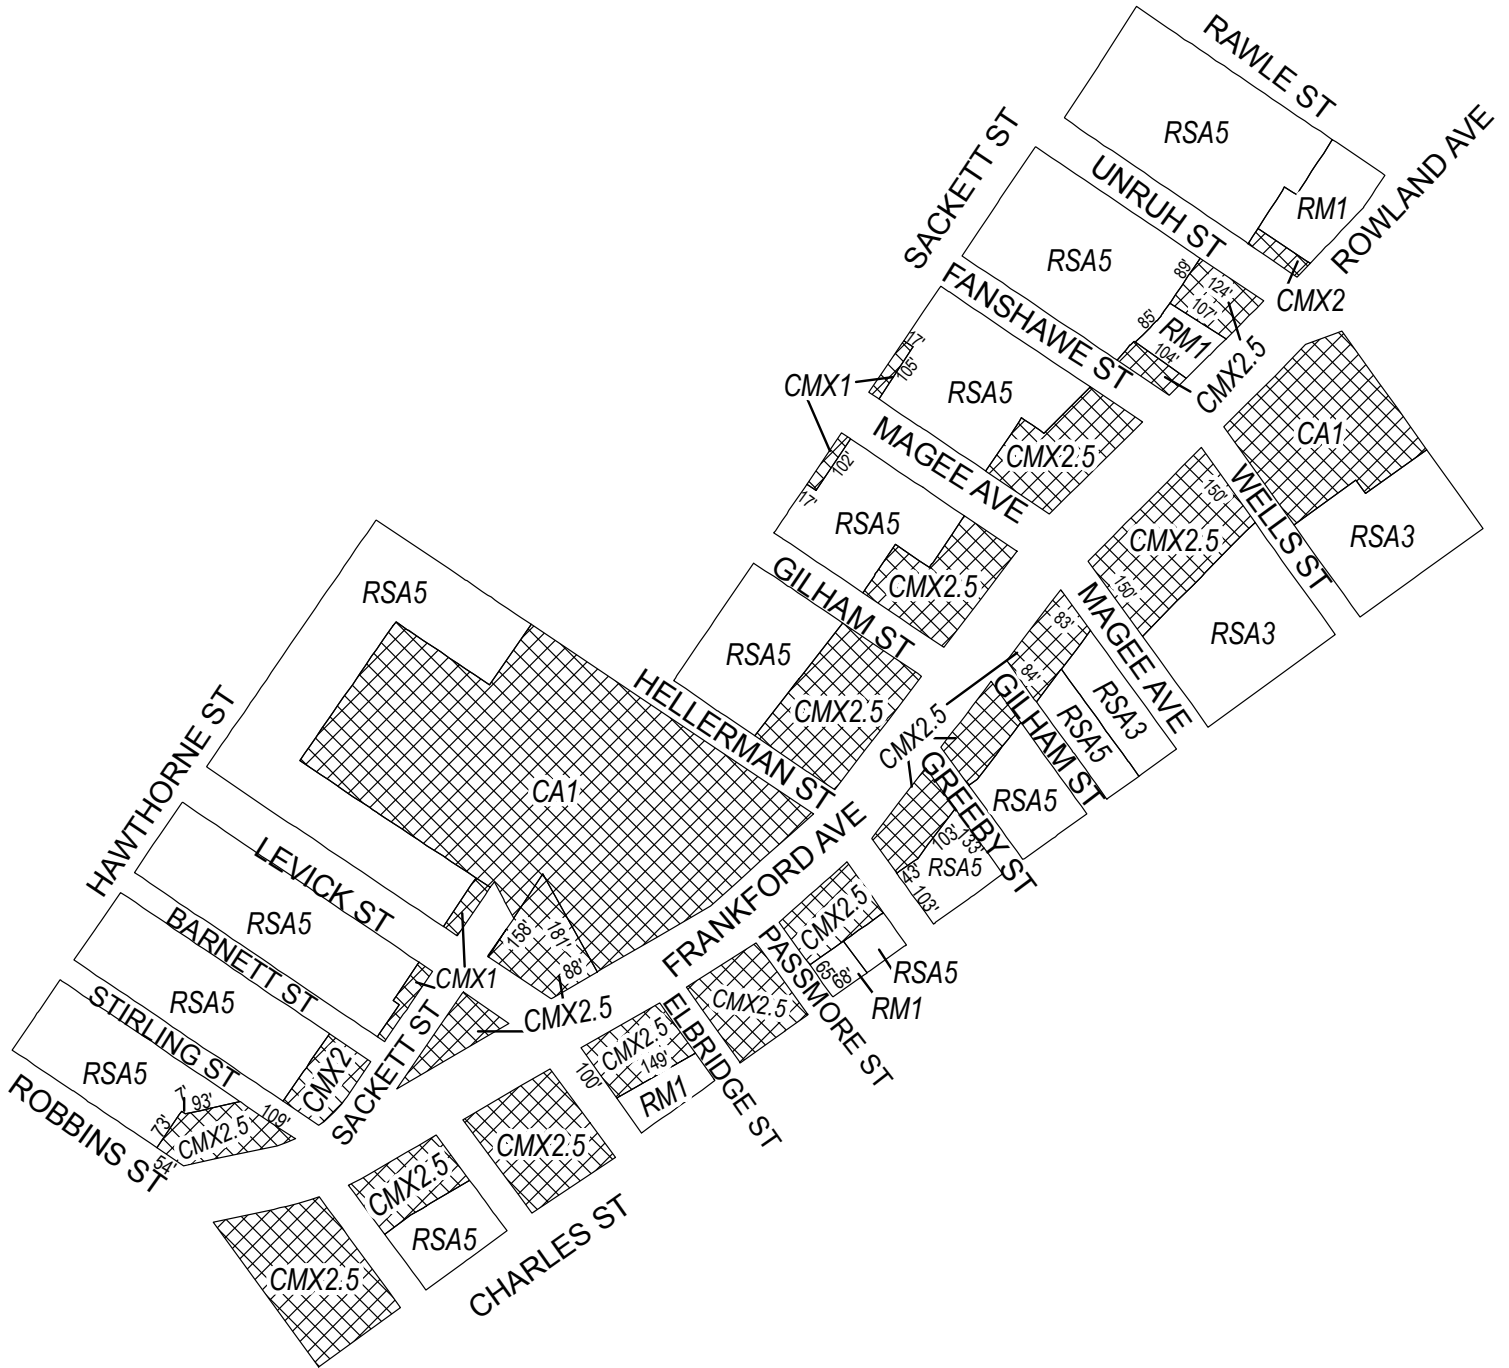 RAWLE ST
RSA5
SACKETT ST
ROWLAND AVE
UNRUH ST
RM1
RSA5
89'
124'
107'
CMX2
FANSHAWE ST
85'
RM1
104'
CMX2.5
17'
105'
CMX1
RSA5
CA1
MAGEE AVE
CMX2.5
102'
17'
150'
WELLS ST
RSA5
CMX2.5
RSA3
GILHAM ST
CMX2.5
150'
RSA5
83'
MAGEE AVE
RSA3
RSA5
84'
HELLERMAN ST
CMX2.5
GILHAM ST
RSA3
RSA5
HAWTHORNE ST
CMX2.5
GREEBY ST
CA1
RSA5
FRANKFORD AVE
103'
133'
43'
RSA5
103'
LEVICK ST
RSA5
158'
181'
88'
CMX2.5
PASSMORE ST
BARNETT ST
CMX1
65'
68'
RSA5
RM1
RSA5
SACKETT ST
CMX2.5
CMX2.5
STIRLING ST
CMX2.5
149'
ELBRIDGE ST
100'
RM1
RSA5
CMX2
7'
93'
73'
109'
CMX2.5
54'
ROBBINS ST
CMX2.5
CMX2.5
RSA5
CHARLES ST
CMX2.5